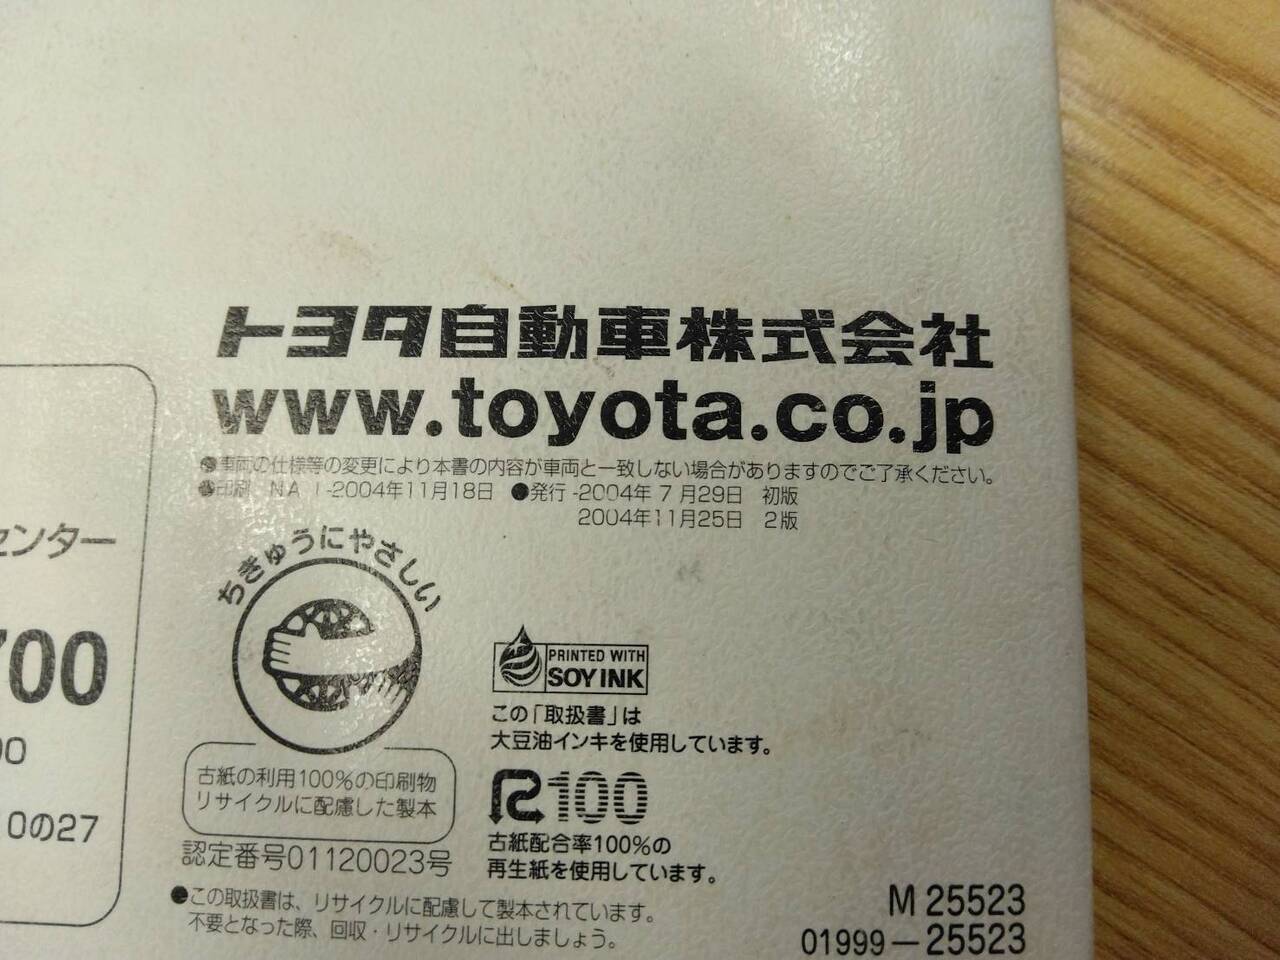 トヨタ自動車株式会社
www.toyota.co.jp
●車両の仕様等の変更により本書の内容が車両と一致しない場合がありますのでご了承ください。
●印刷 NA I-2004年11月18日 ●発行-2004年 7月29日 初版
2004年11月25日 2版
センター
700
00
10の27
ちきゅうにやさしい
古紙の利用100%の印刷物
リサイクルに配慮した製本
認定番号01120023号
PRINTED WITH
SOY INK
この「取扱書」は
大豆油インキを使用しています。
R100
古紙配合率100%の
再生紙を使用しています。
●この取扱書は、リサイクルに配慮して製本されています。
不要となった際、回収・リサイクルに出しましょう。
M 25523
01999－25523